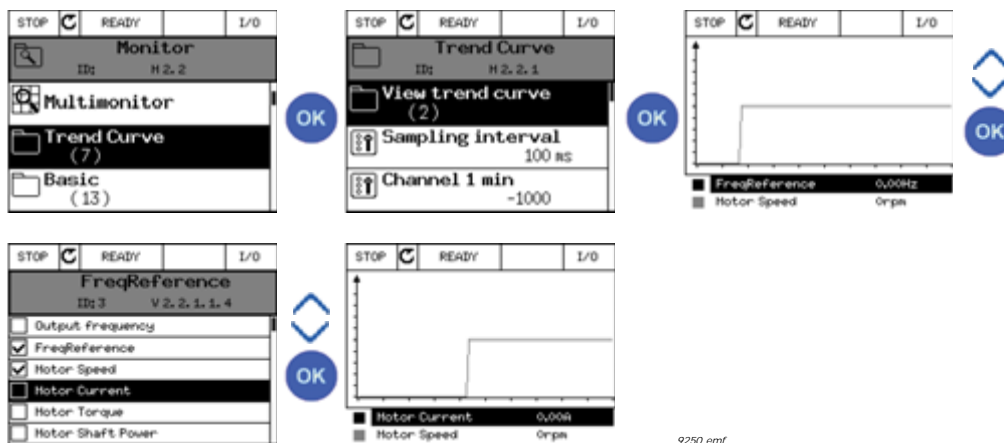 STOP READY I/O
Monitor
ID: M2.2
Multimonitor
Trend Curve
(7)
Basic
(13)
OK
STOP READY I/O
Trend Curve
ID: M2.2.1
View trend curve
(2)
Sampling interval
100 ms
Channel 1 min
-1000
OK
STOP READY I/O
FreqReference 0,00Hz
Motor Speed 0rpm
OK
STOP READY I/O
FreqReference
ID:3 V2.2.1.1.4
Output frequency
FreqReference
Motor Speed
Motor Current
Motor Torque
Motor Shaft Power
OK
STOP READY I/O
Motor Current 0,00A
Motor Speed 0rpm
9250.emf